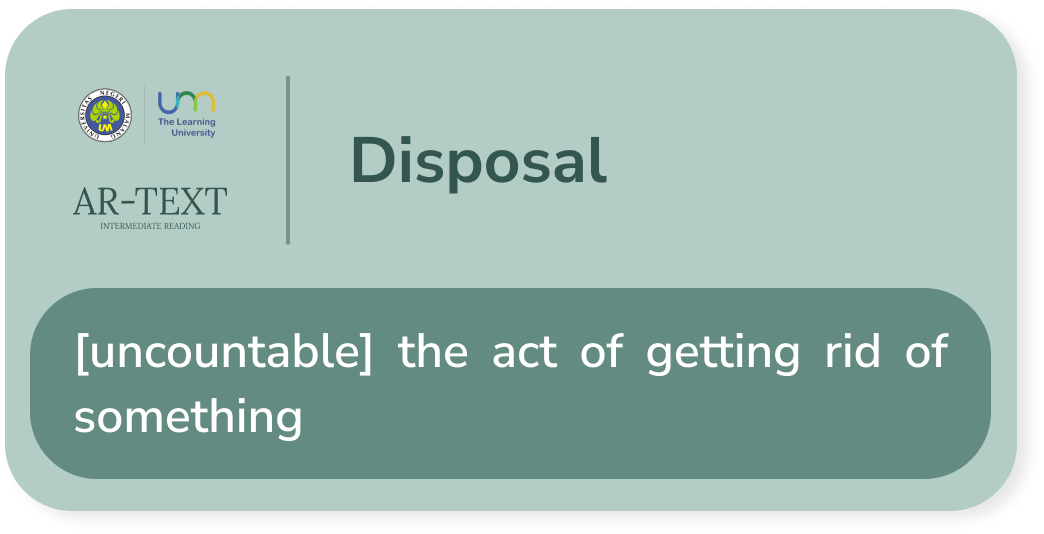 UNIVERSITAS NEGERI MALANG
UM
um
The Learning
University
AR-TEXT
INTERMEDIATE READING
Disposal
[uncountable] the act of getting rid of
something